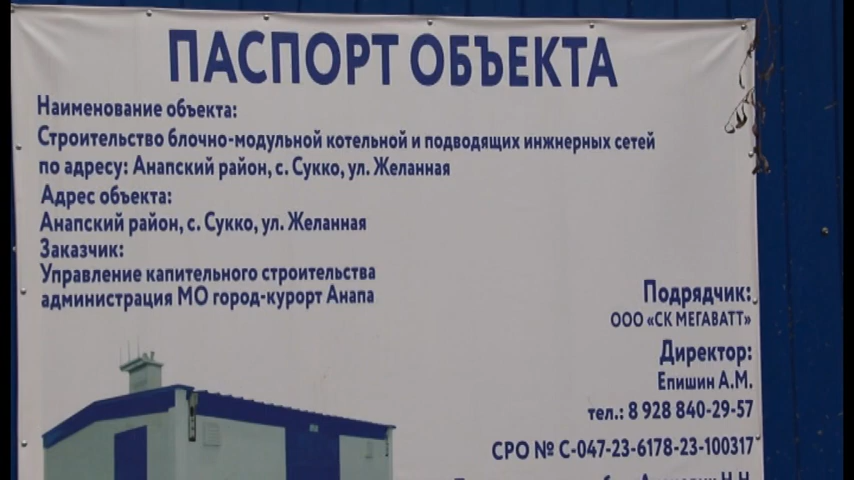 ПАСПОРТ ОБЪЕКТА
Наименование объекта:
Строительство блочно-модульной котельной и подводящих инжнерных сетей
по адресу: Анапский район, с. Сукко, ул. Желанная
Адрес объекта:
Анапский район, с. Сукко, ул. Желанная
Заказчик:
Управление капительного строительства
администрация МО город-курорт Анапа
Подрядчик:
ООО «СК МЕГАВАТТ»
Директор:
Епишин А.М.
тел.: 8 928 840-29-57
СРО № С-047-23-6178-23-100317